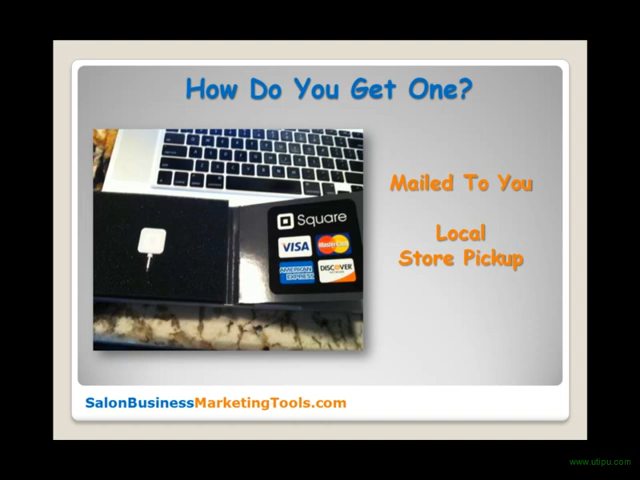 How Do You Get One?
Mailed To You
Local
Store Pickup
Square
VISA
MasterCard
AMERICAN
EXPRESS
DISCOVER
SalonBusinessMarketingTools.com
www.utipu.com